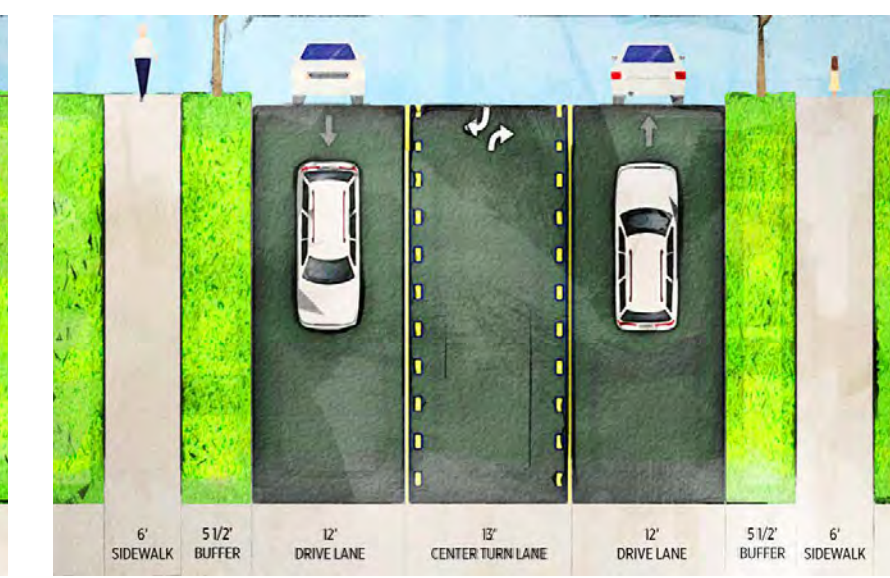 6'
SIDEWALK
5 1/2'
BUFFER
12'
DRIVE LANE
13'
CENTER TURN LANE
12'
DRIVE LANE
5 1/2'
BUFFER
6'
SIDEWALK